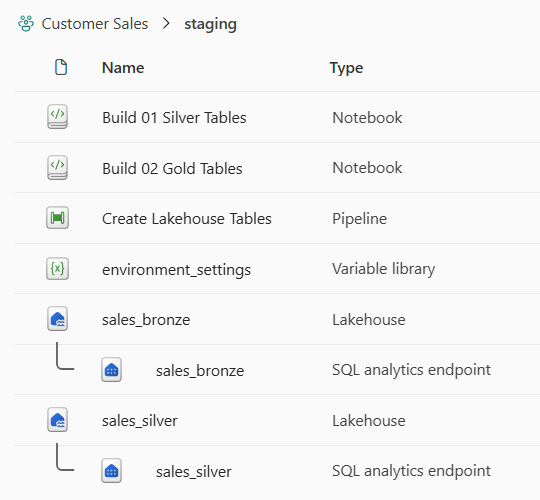 Customer Sales > staging
Name Type
Build 01 Silver Tables Notebook
Build 02 Gold Tables Notebook
Create Lakehouse Tables Pipeline
environment_settings Variable library
sales_bronze Lakehouse
sales_bronze SQL analytics endpoint
sales_silver Lakehouse
sales_silver SQL analytics endpoint